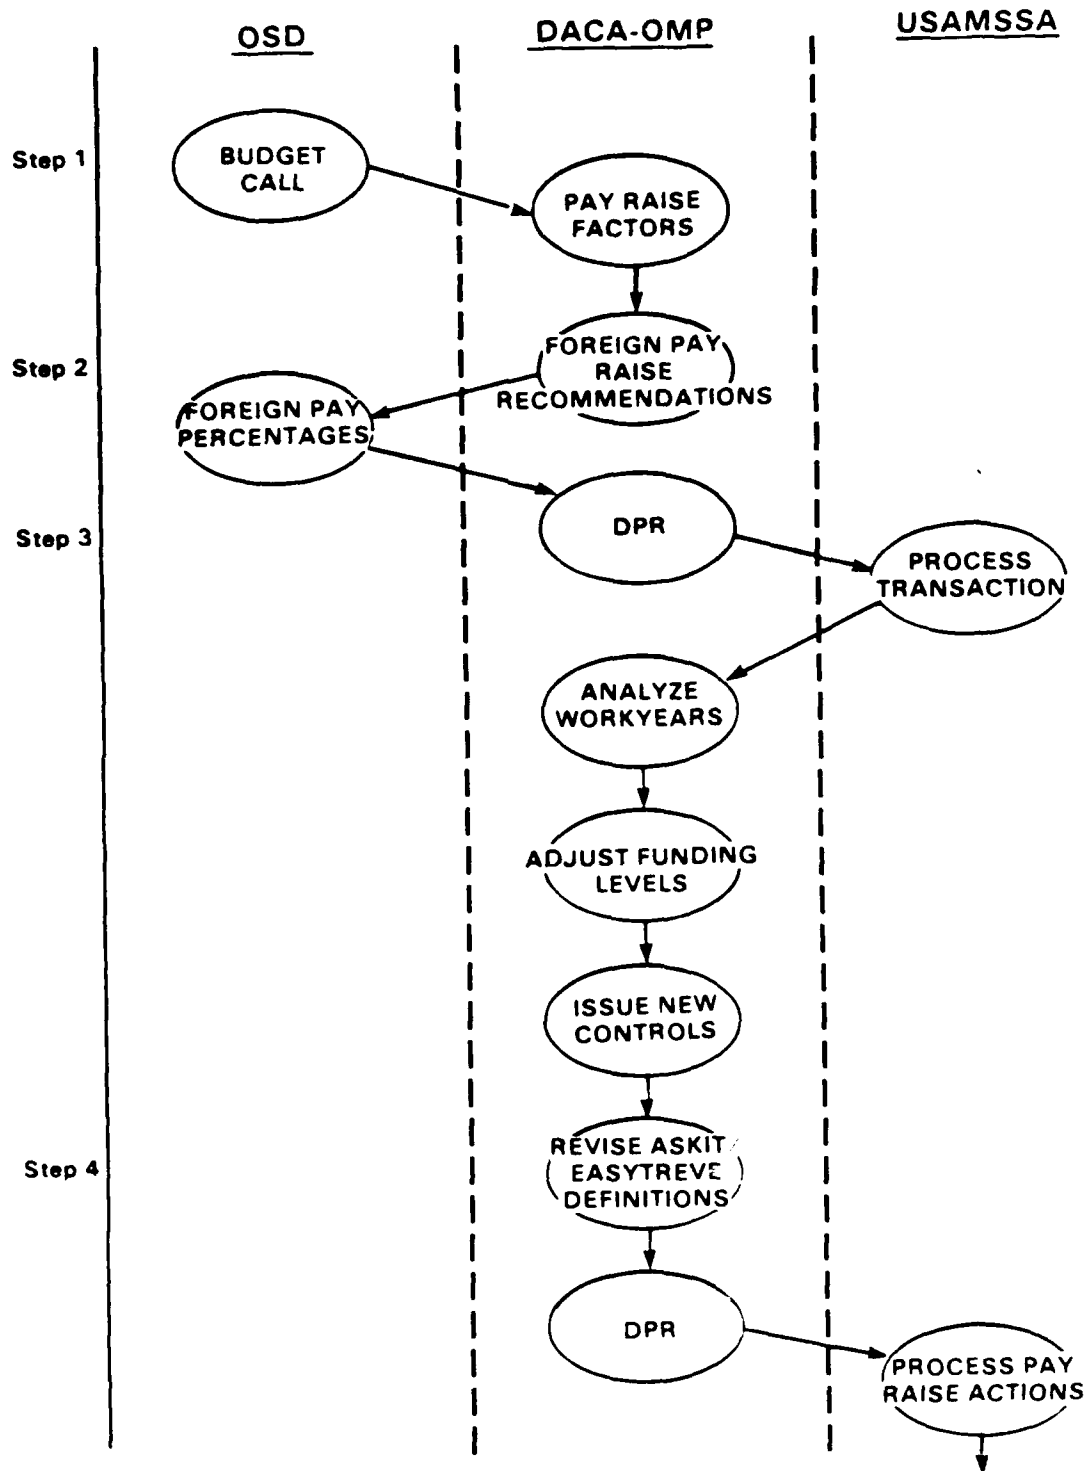 OSD
DACA-OMP
USAMSSA
Step 1
BUDGET
CALL
PAY RAISE
FACTORS
Step 2
FOREIGN PAY
RAISE
RECOMMENDATIONS
FOREIGN PAY
PERCENTAGES
Step 3
DPR
PROCESS
TRANSACTION
ANALYZE
WORKYEARS
ADJUST FUNDING
LEVELS
ISSUE NEW
CONTROLS
Step 4
REVISE ASKIT/
EASYTREVE
DEFINITIONS
DPR
PROCESS PAY
RAISE ACTIONS